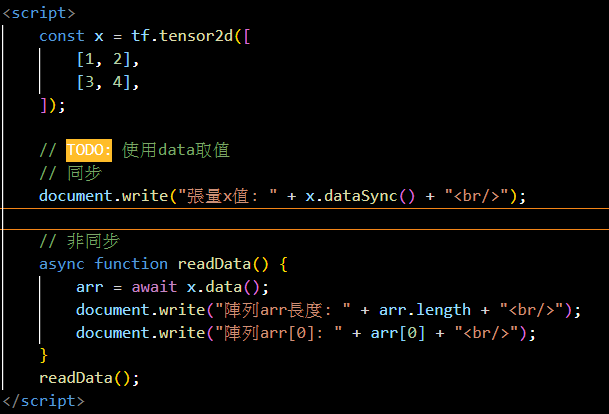 <script>
const x = tf.tensor2d([
[1, 2],
[3, 4],
]);
// TODO: 使用data取值
// 同步
document.write("張量x值: " + x.dataSync() + "<br/>");
// 非同步
async function readData() {
arr = await x.data();
document.write("陣列arr長度: " + arr.length + "<br/>");
document.write("陣列arr[0]: " + arr[0] + "<br/>");
}
readData();
</script>